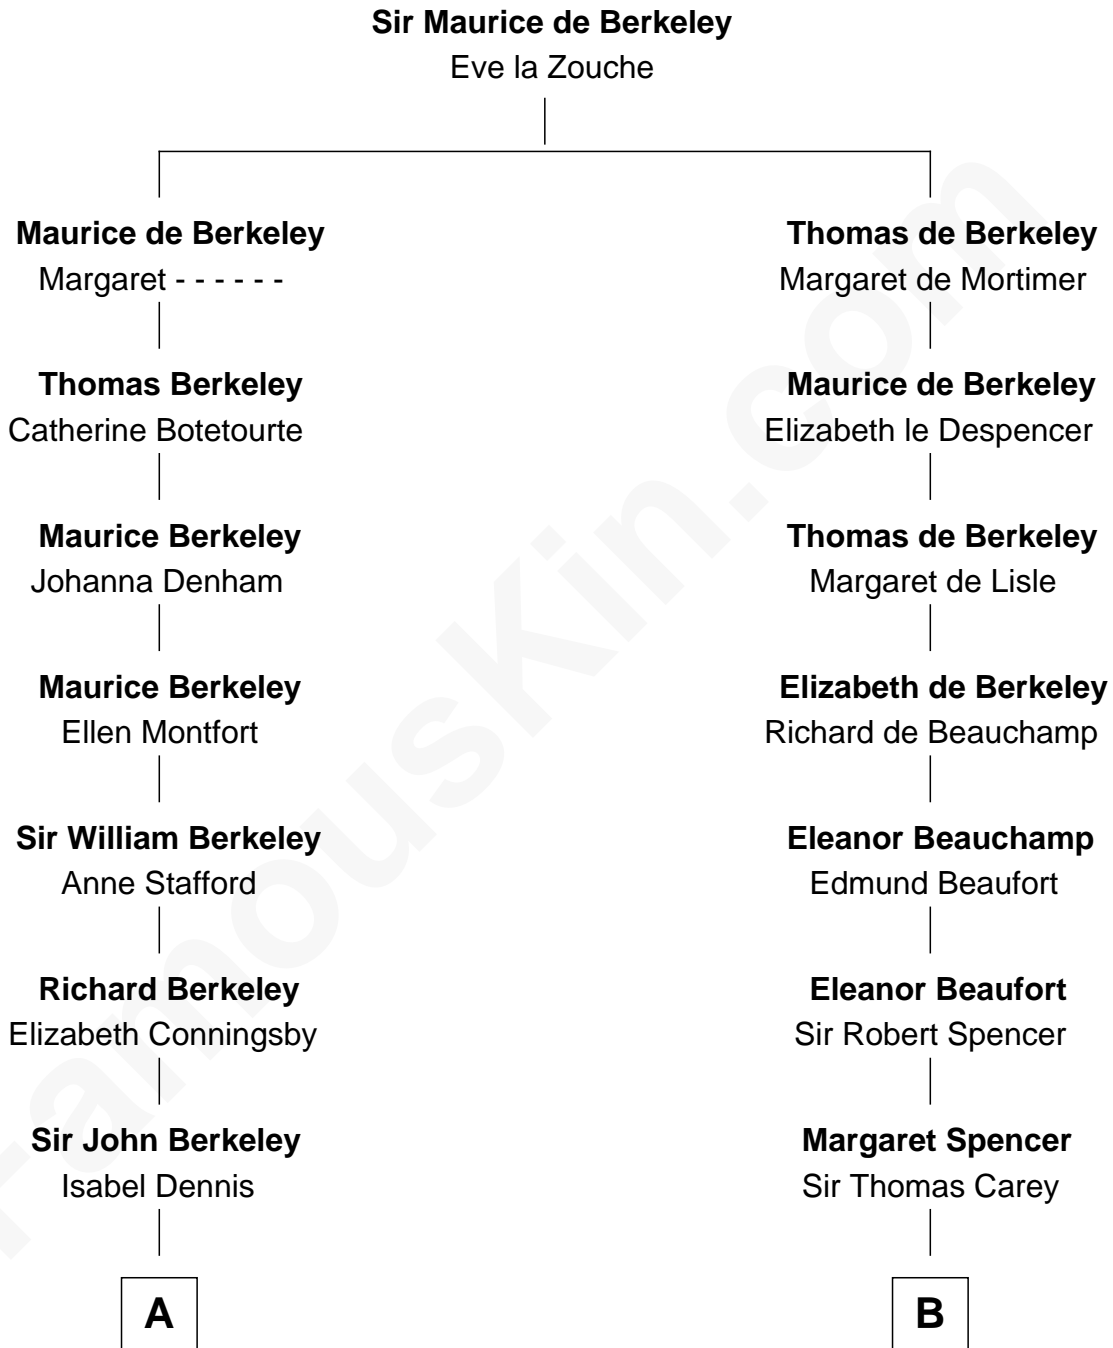 Sir Maurice de Berkeley
Eve la Zouche
Maurice de Berkeley
Margaret - - - - - -
Thomas de Berkeley
Margaret de Mortimer
Thomas Berkeley
Catherine Botetourte
Maurice de Berkeley
Elizabeth le Despencer
Maurice Berkeley
Johanna Denham
Thomas de Berkeley
Margaret de Lisle
Maurice Berkeley
Ellen Montfort
Elizabeth de Berkeley
Richard de Beauchamp
Sir William Berkeley
Anne Stafford
Eleanor Beauchamp
Edmund Beaufort
Richard Berkeley
Elizabeth Conningsby
Eleanor Beaufort
Sir Robert Spencer
Sir John Berkeley
Isabel Dennis
Margaret Spencer
Sir Thomas Carey
A
B
FamousKin.com